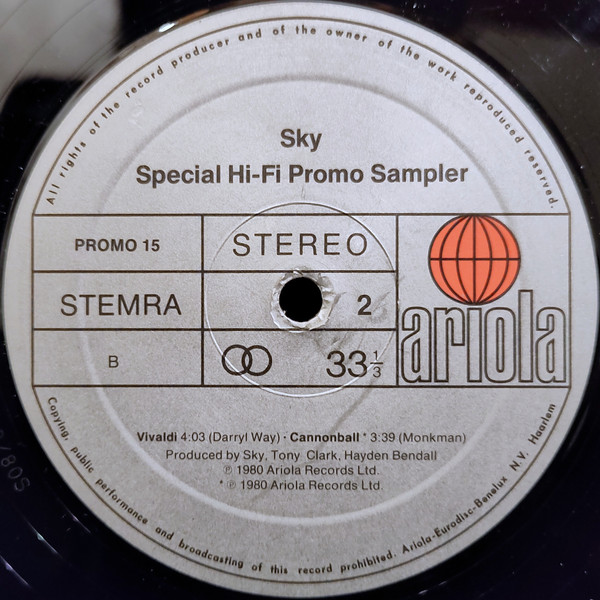 All rights of the record producer and of the owner of the work reproduced reserved.
Sky
Special Hi-Fi Promo Sampler
PROMO 15
STEREO
STEMRA
2
B
33 1/3
ariola
Vivaldi 4:03 (Darryl Way) · Cannonball * 3:39 (Monkman)
Produced by Sky, Tony Clark, Hayden Bendall
℗ 1980 Ariola Records Ltd.
* ℗ 1980 Ariola Records Ltd.
Copying, public performance and broadcasting of this record prohibited. Ariola-Eurodisc-Benelux N.V. Haarlem